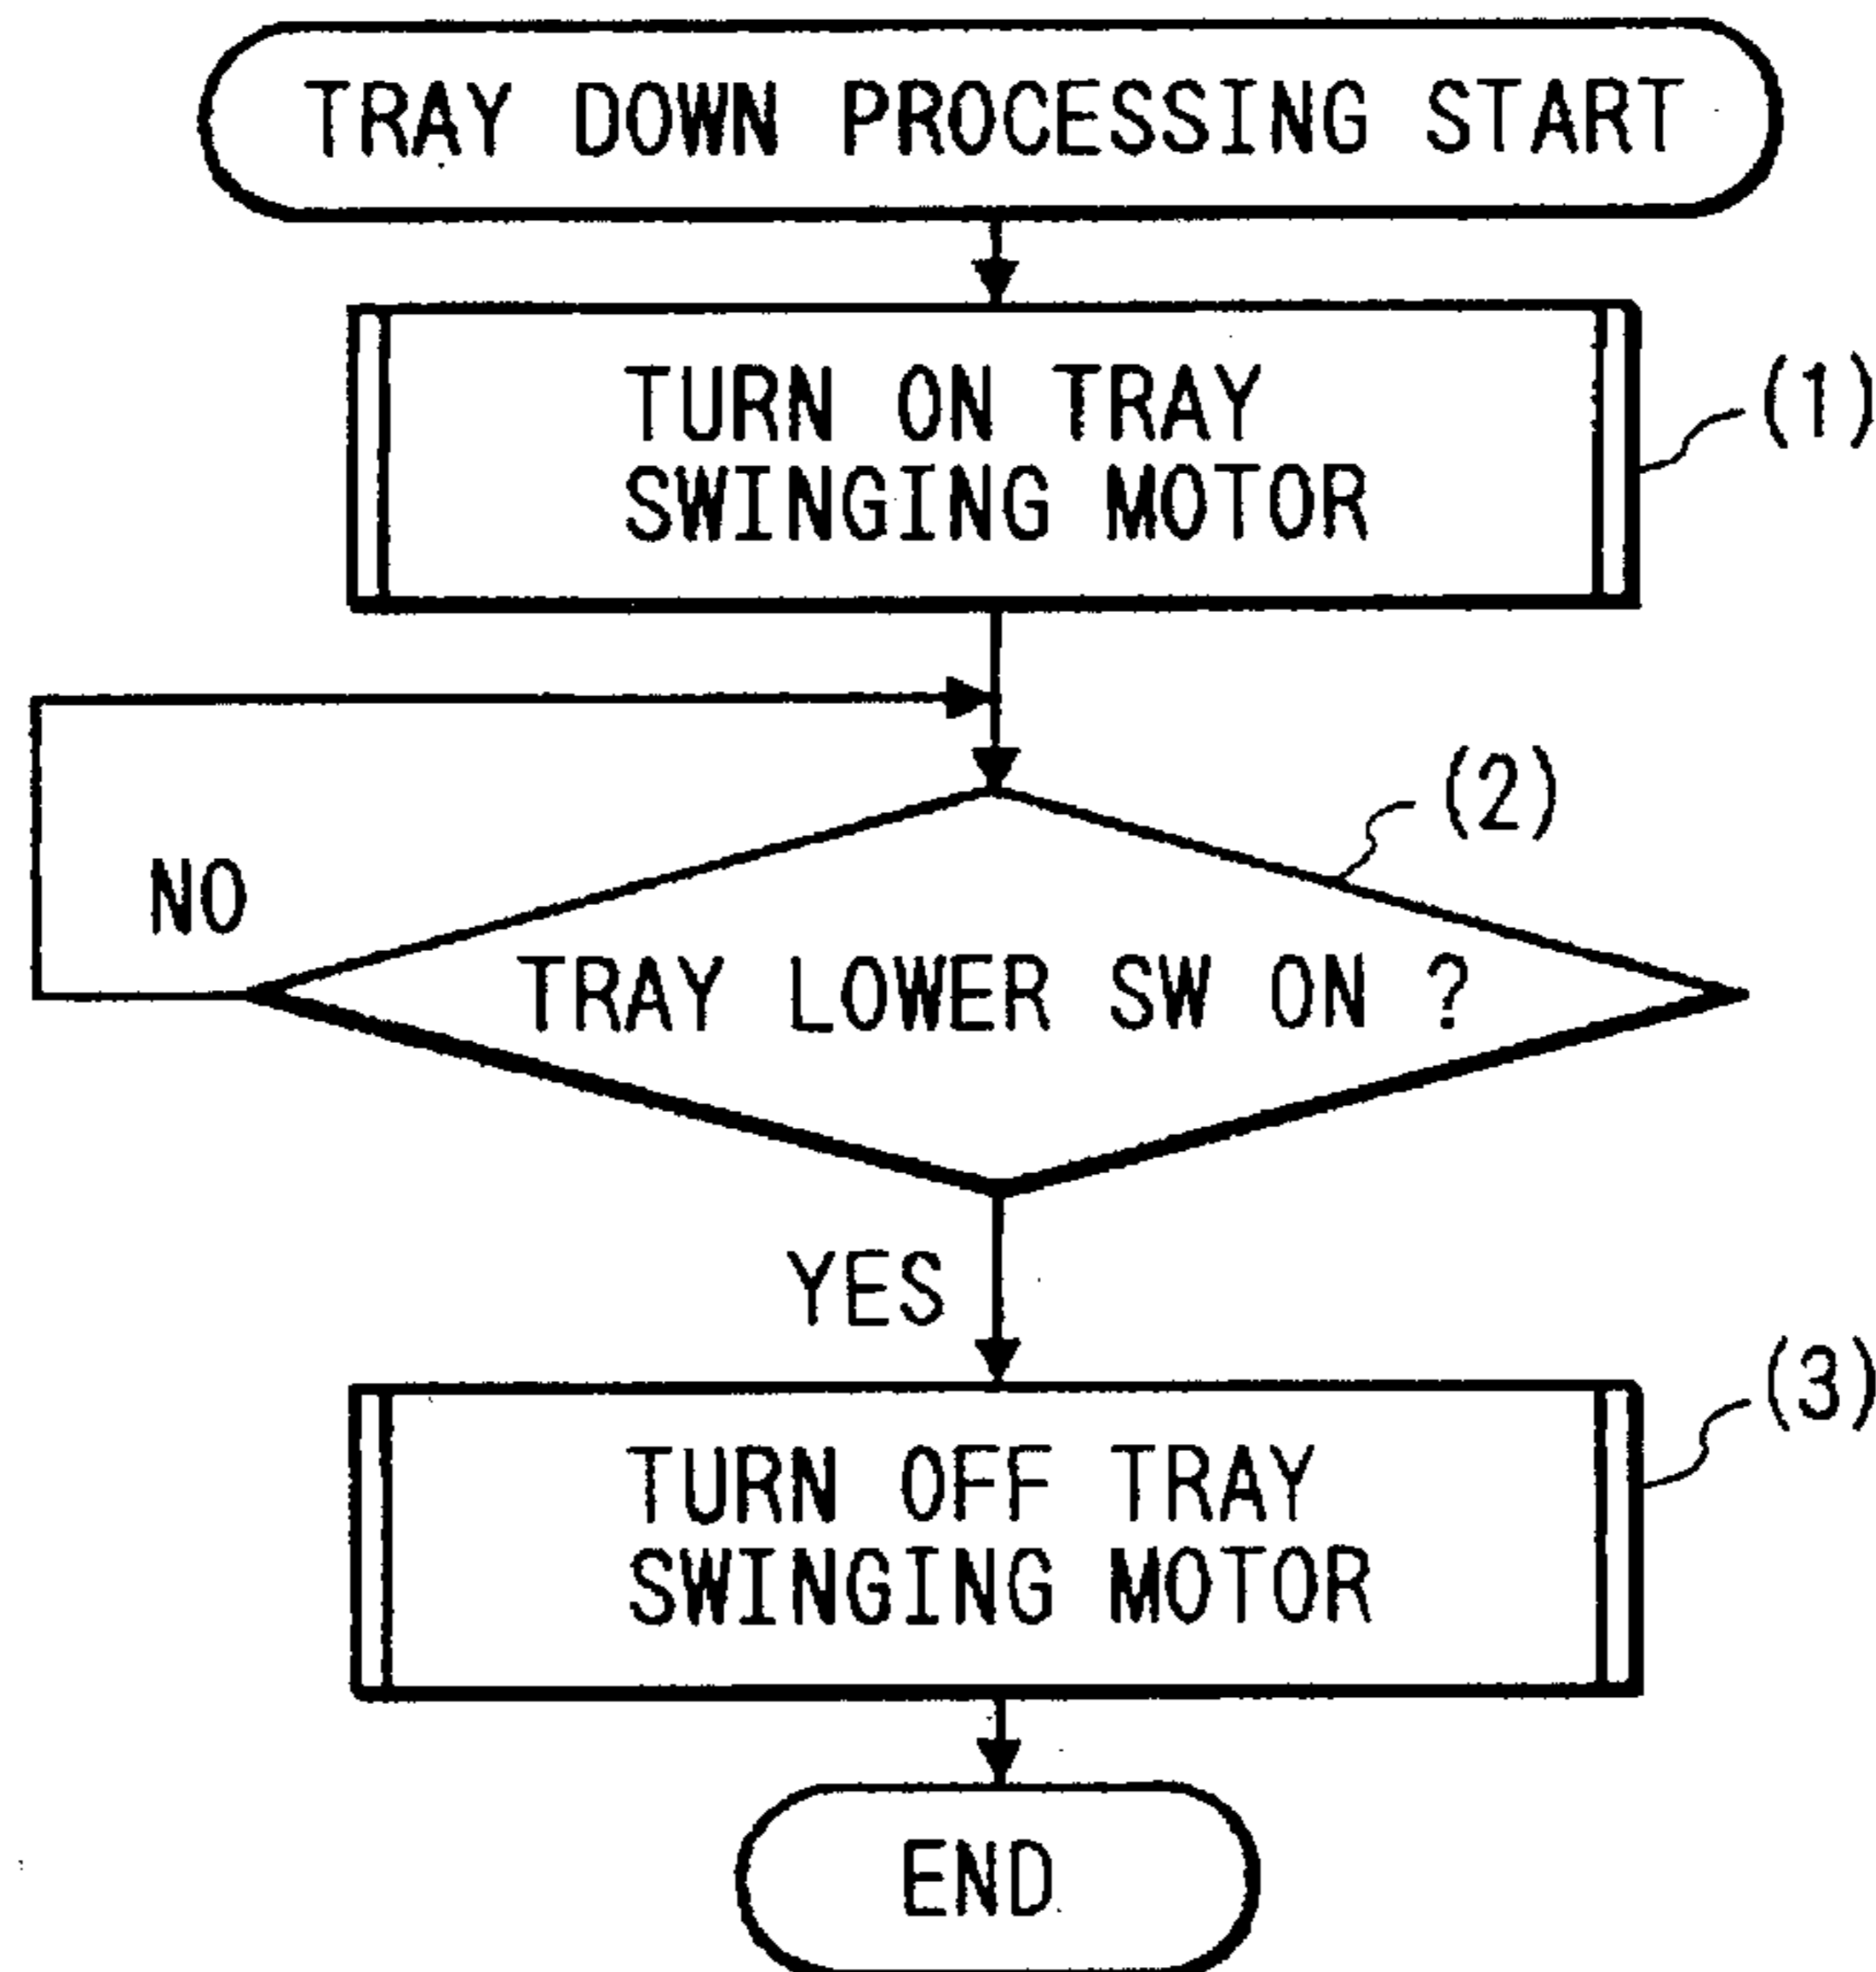 TRAY DOWN PROCESSING START
TURN ON TRAY
SWINGING MOTOR
(1)
(2)
NO
TRAY LOWER SW ON ?
YES
(3)
TURN OFF TRAY
SWINGING MOTOR
END